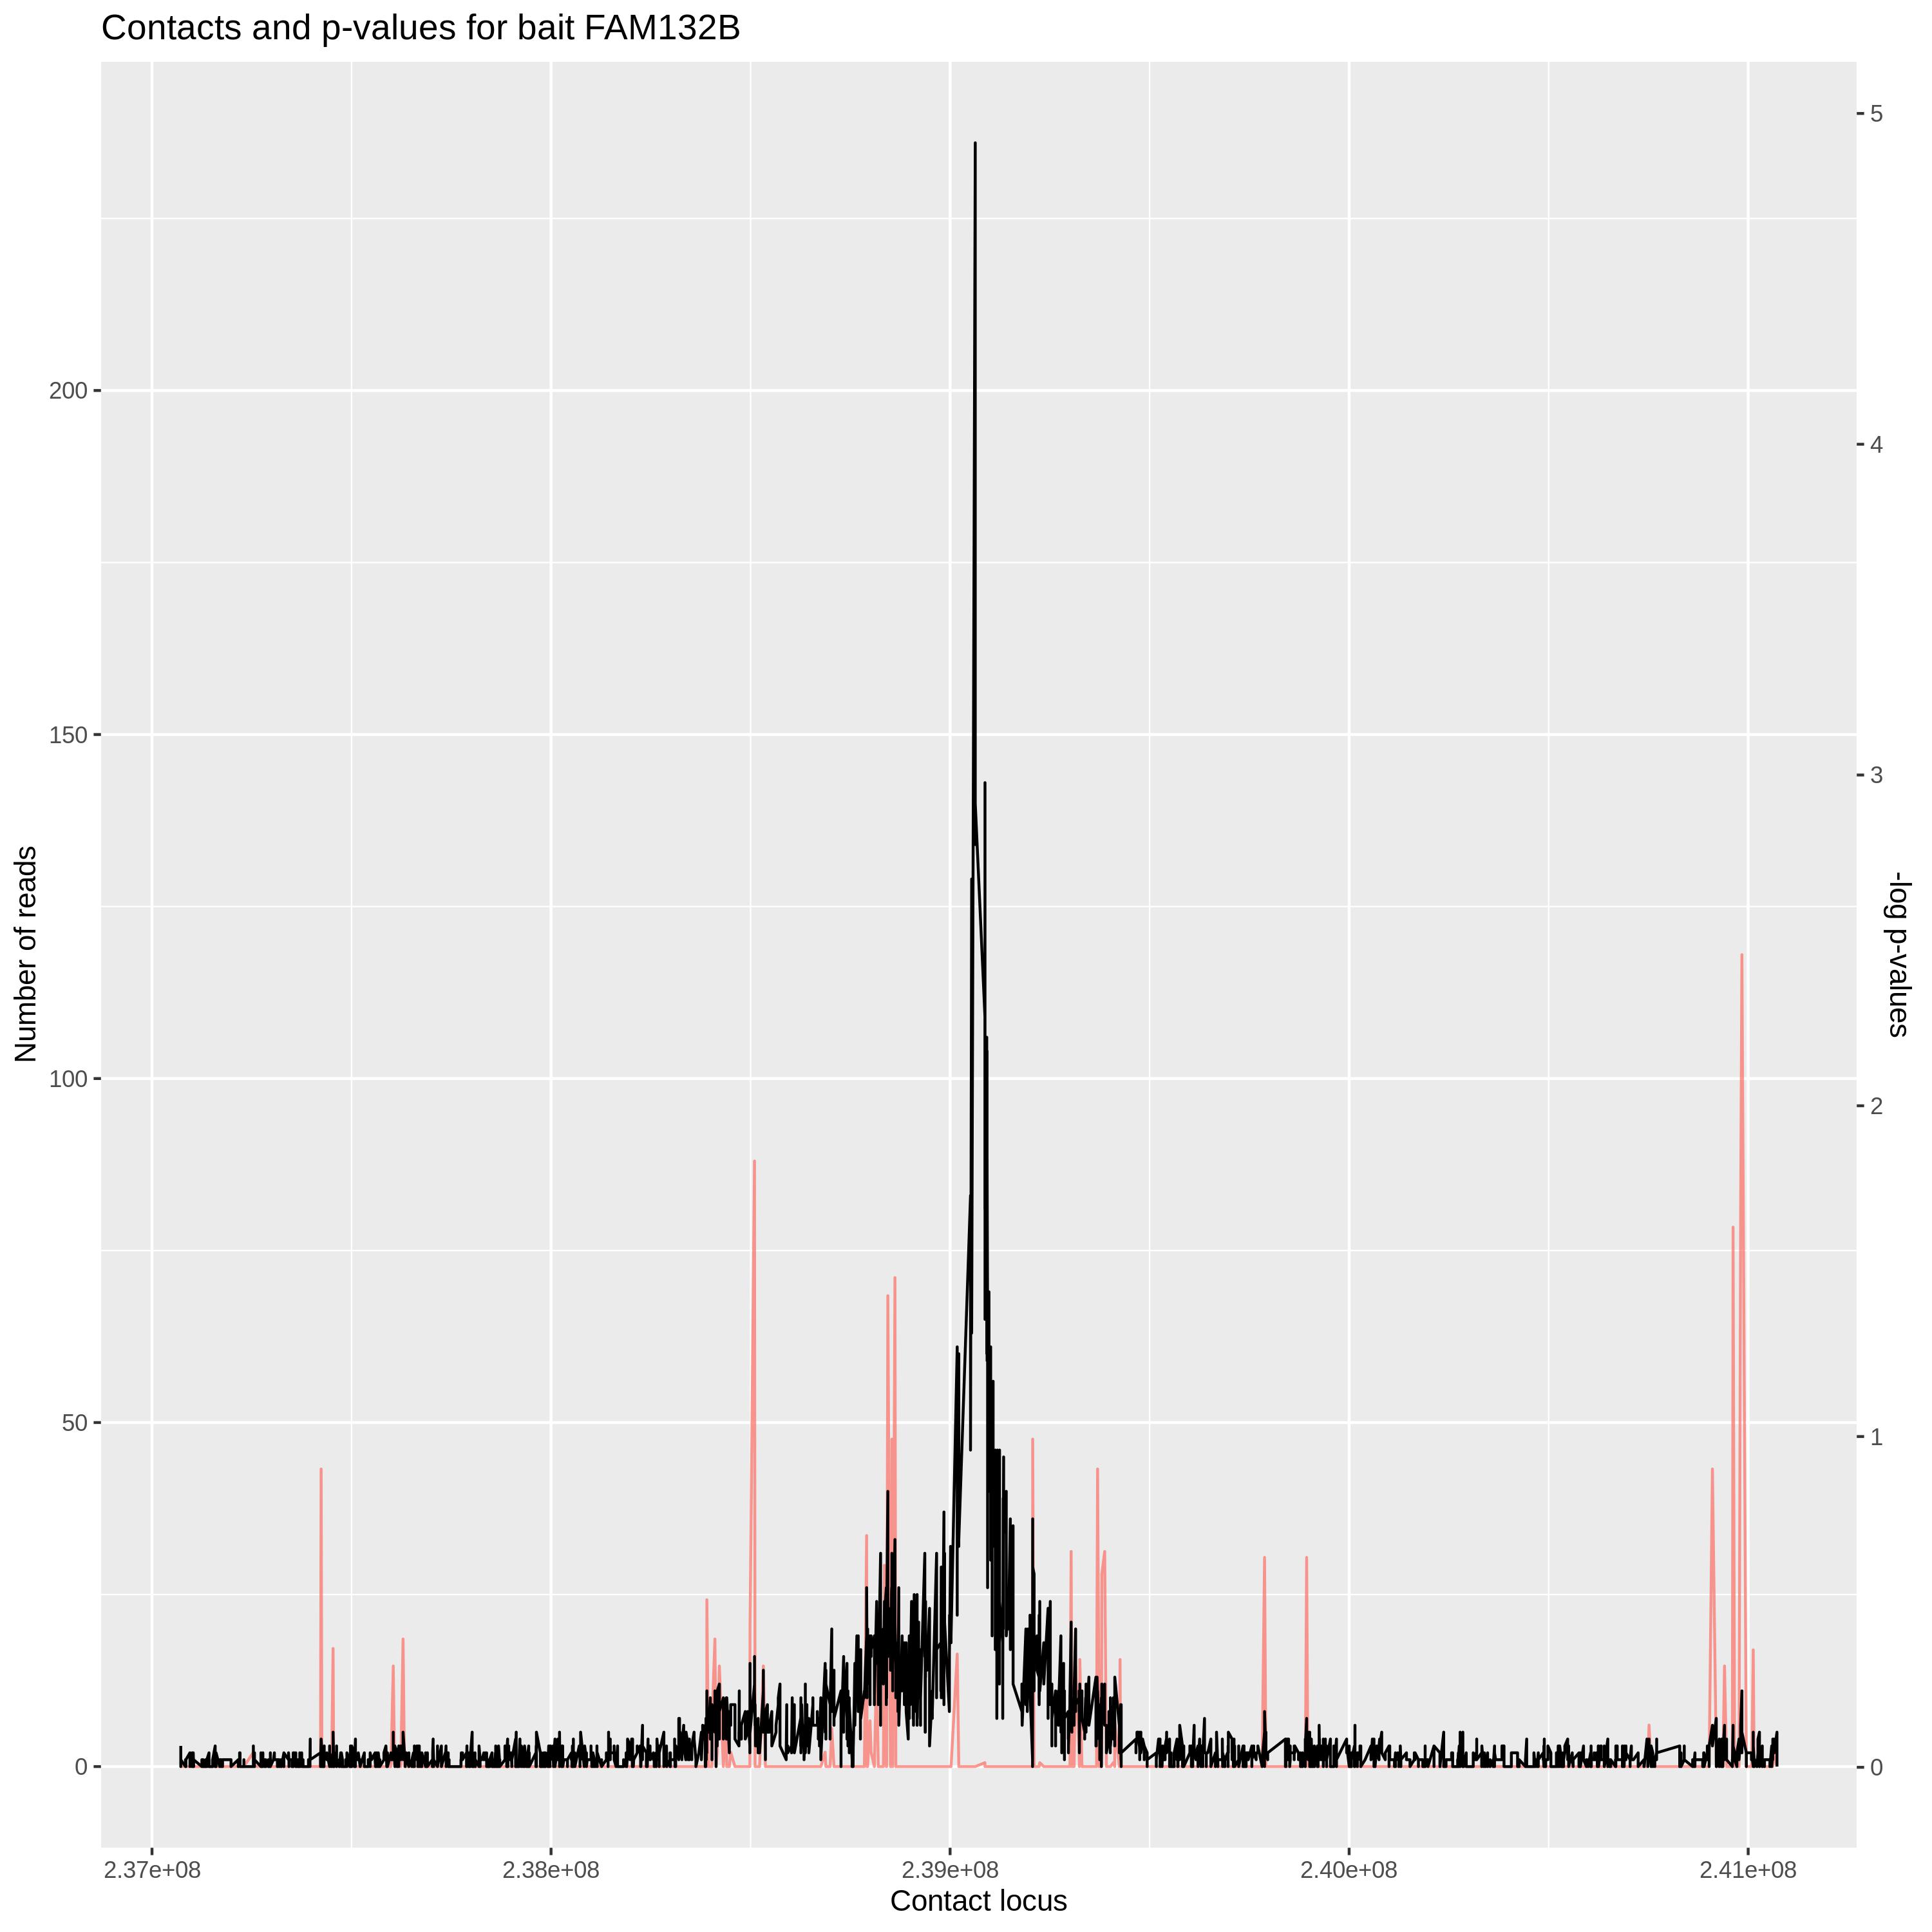 Contacts and p-values for bait FAM132B
Number of reads
200
150
100
50
0
5
4
3
2
1
0
-log p-values
2.37e+08 2.38e+08 2.39e+08 2.40e+08 2.41e+08
Contact locus